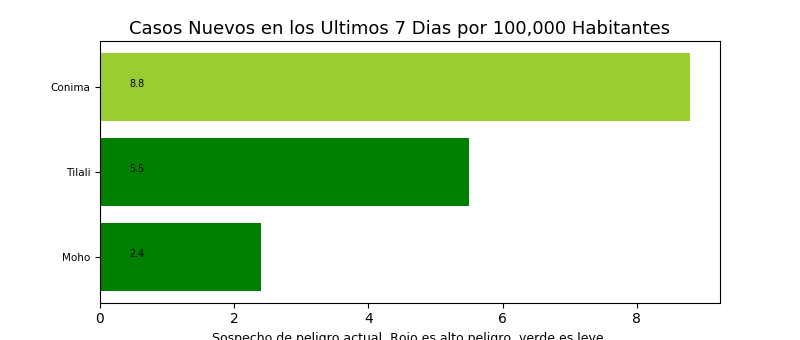 Casos Nuevos en los Ultimos 7 Dias por 100,000 Habitantes
Conima
8.8
Tilali
5.5
Moho
2.4
0 2 4 6 8
Sospecho de peligro actual. Rojo es alto peligro, verde es leve